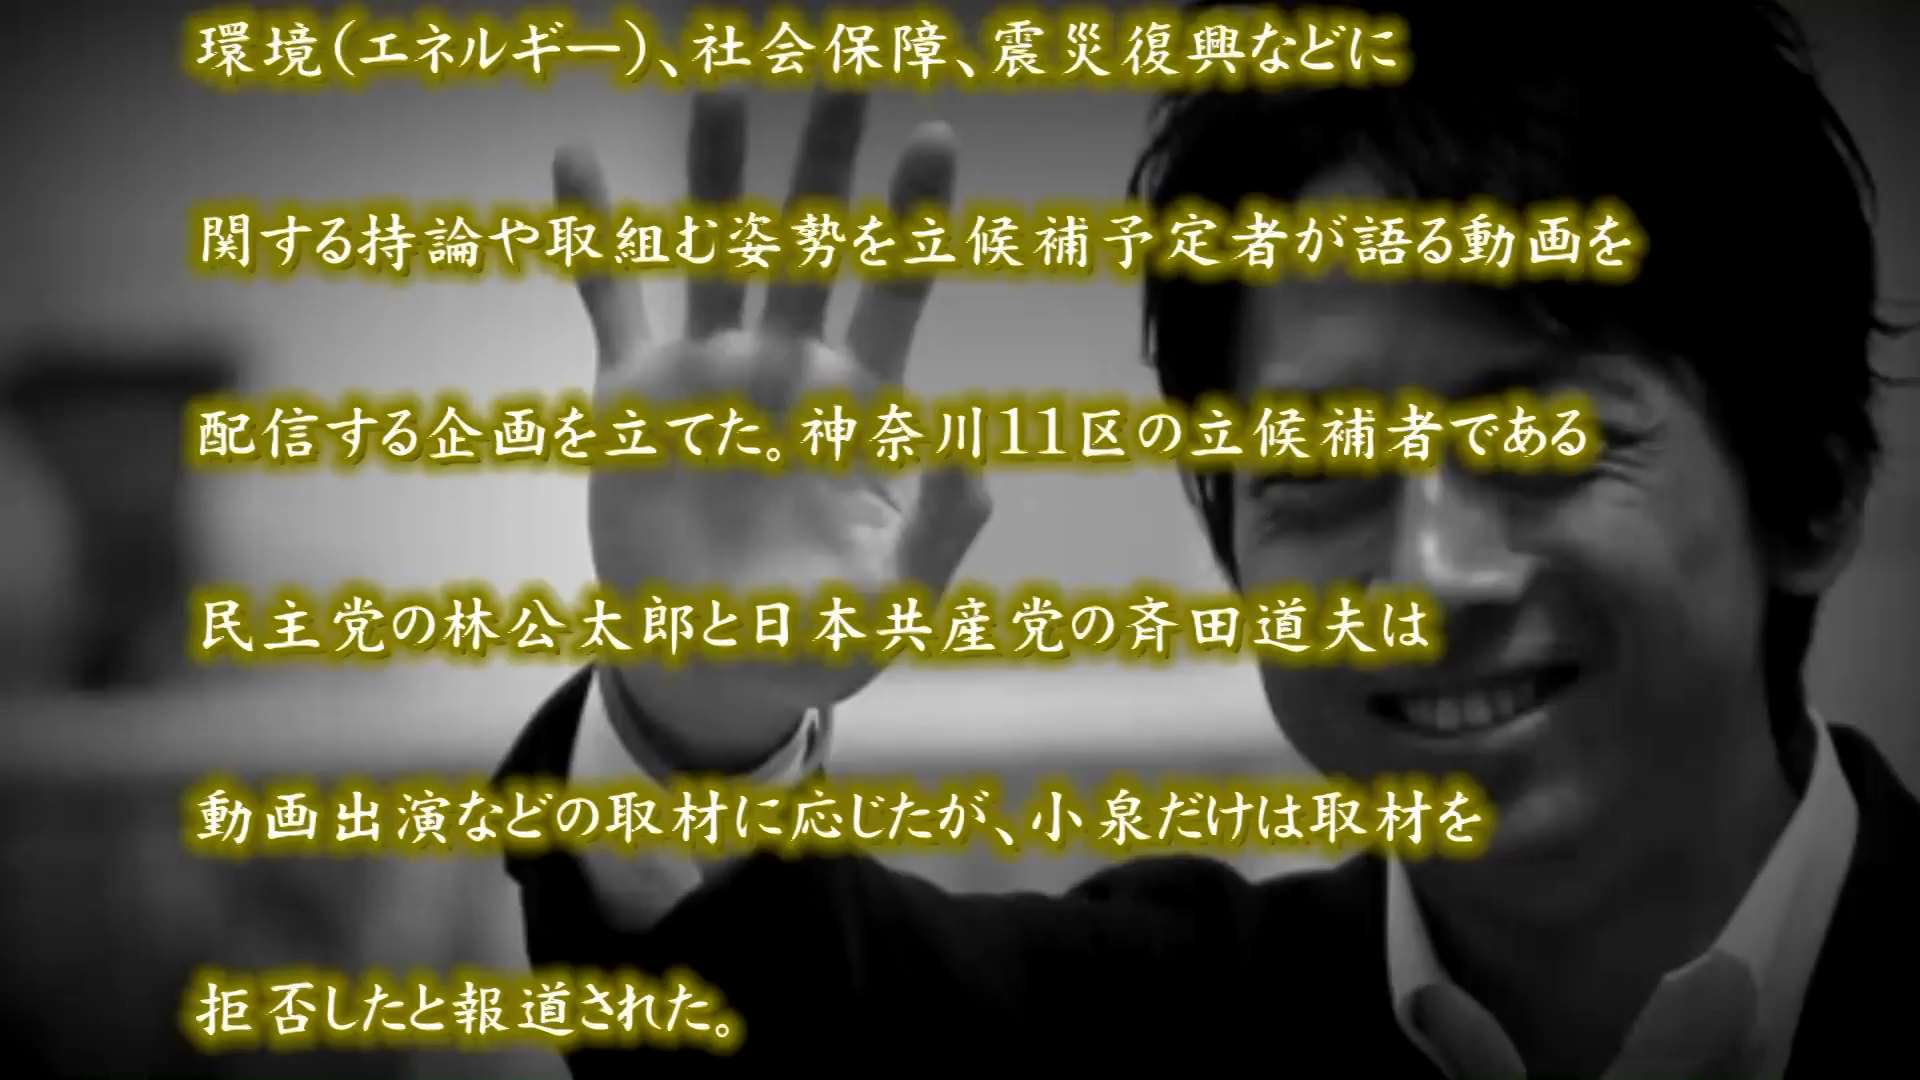 環境(エネルギー)、社会保障、震災復興などに
関する持論や取組む姿勢を立候補予定者が語る動画を
配信する企画を立てた。神奈川11区の立候補者である
民主党の林公太郎と日本共産党の斉田道夫は
動画出演などの取材に応じたが、小泉だけは取材を
拒否したと報道された。